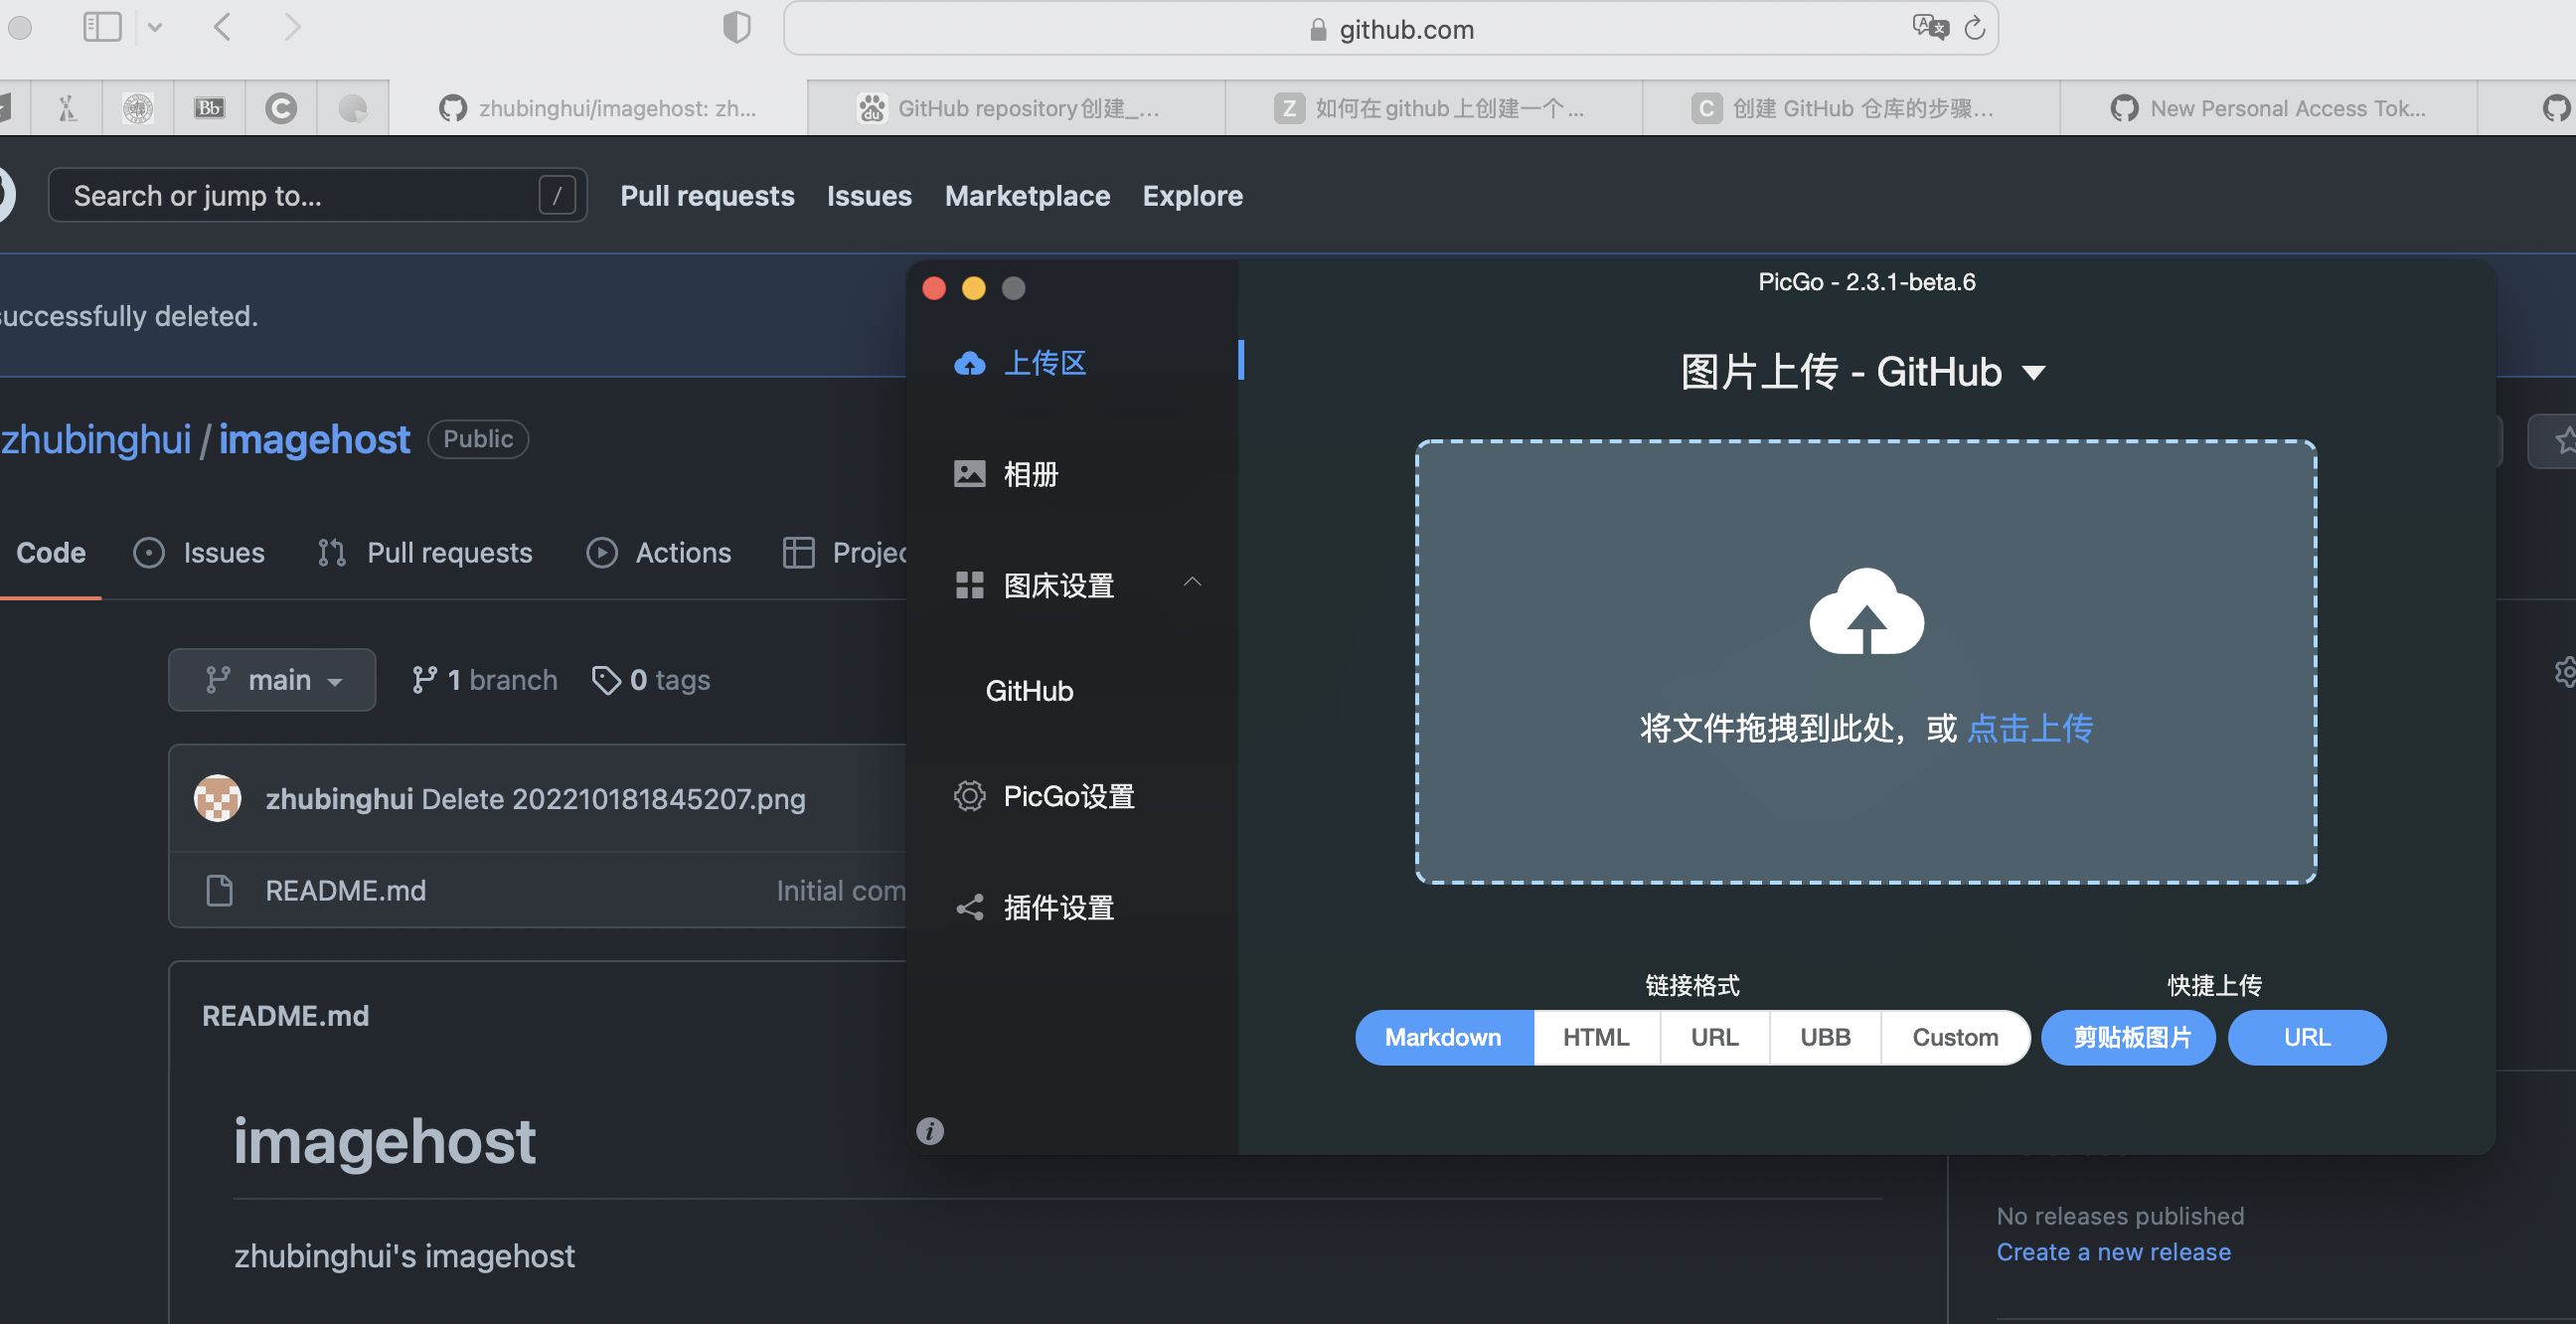 github.com
Bb
zhubinghui/imagehost: zh...
GitHub repository创建_...
如何在github上创建一个...
创建 GitHub 仓库的步骤...
New Personal Access Tok...
Search or jump to...
/
Pull requests
Issues
Marketplace
Explore
successfully deleted.
zhubinghui / imagehost
Public
Code
Issues
Pull requests
Actions
Projec
main
1 branch
0 tags
zhubinghui Delete 202210181845207.png
README.md
Initial com
README.md
imagehost
zhubinghui's imagehost
PicGo - 2.3.1-beta.6
上传区
相册
图床设置
GitHub
PicGo设置
插件设置
图片上传 - GitHub
将文件拖拽到此处，或 点击上传
链接格式
Markdown
HTML
URL
UBB
Custom
快捷上传
剪贴板图片
URL
No releases published
Create a new release